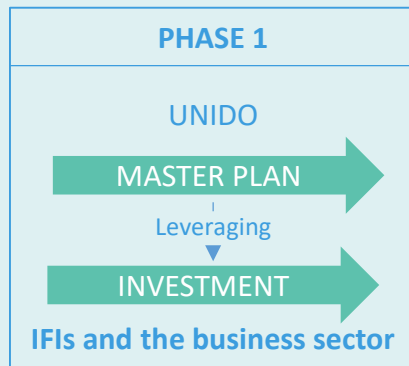 PHASE 1
UNIDO
MASTER PLAN
Leveraging
INVESTMENT
IFIs and the business sector